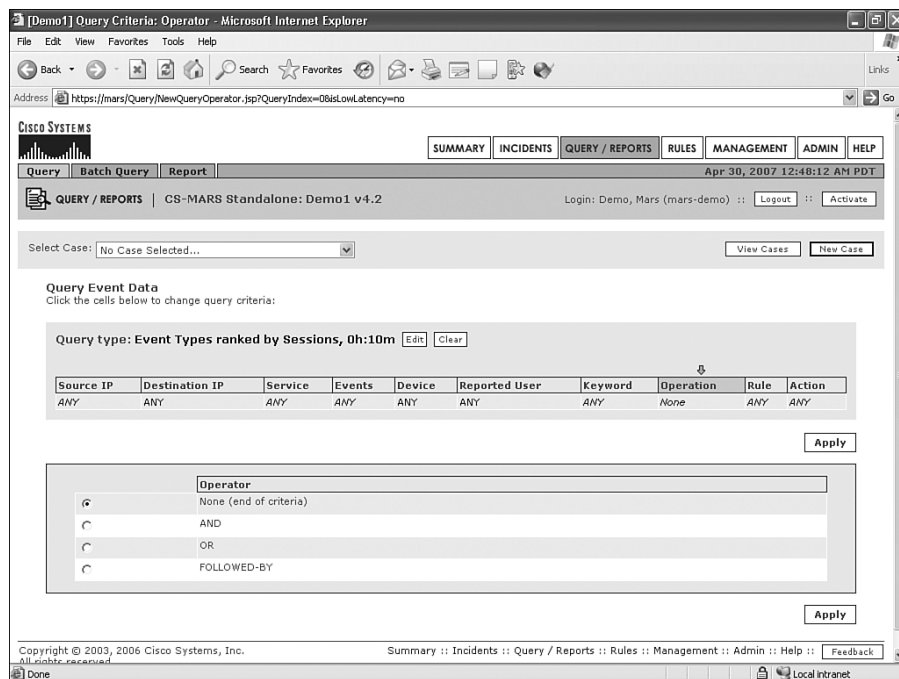 [Demo1] Query Criteria: Operator - Microsoft Internet Explorer
File Edit View Favorites Tools Help
Back Search Favorites Links
Address https://mars/Query/NewQueryOperator.jsp?QueryIndex=0&isLowLatency=no Go
CISCO SYSTEMS
SUMMARY INCIDENTS QUERY / REPORTS RULES MANAGEMENT ADMIN HELP
Query Batch Query Report Apr 30, 2007 12:48:12 AM PDT
QUERY / REPORTS | CS-MARS Standalone: Demo1 v4.2 Login: Demo, Mars (mars-demo) :: Logout :: Activate
Select Case: No Case Selected... View Cases New Case
Query Event Data
Click the cells below to change query criteria:
Query type: Event Types ranked by Sessions, 0h:10m Edit Clear
Source IP Destination IP Service Events Device Reported User Keyword Operation Rule Action
ANY ANY ANY ANY ANY ANY ANY None ANY ANY
Apply
Operator
None (end of criteria)
AND
OR
FOLLOWED-BY
Apply
Copyright © 2003, 2006 Cisco Systems, Inc. Summary :: Incidents :: Query / Reports :: Rules :: Management :: Admin :: Help :: Feedback
All rights reserved
Done Local intranet